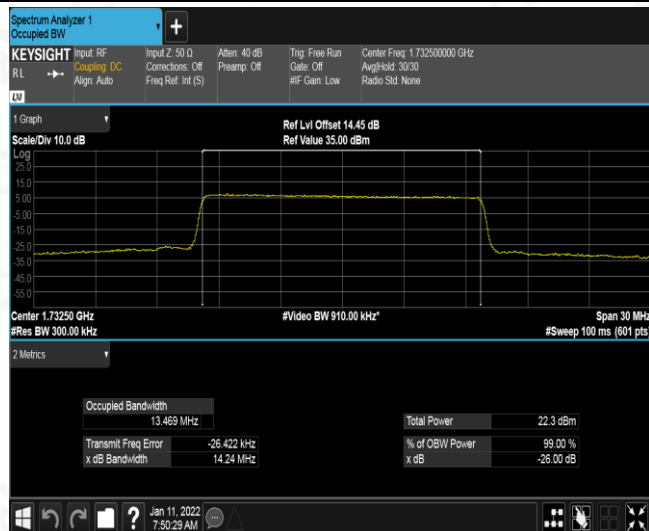 Spectrum Analyzer 1
Occupied BW
KEYSIGHT Input: RF Input Z: 50 Ω Atten: 40 dB Trig: Free Run Center Freq: 1.732500000 GHz
RL Coupling: DC Corrections: Off Preamp: Off Gate: Off Avg|Hold: 30/30
Align: Auto Freq Ref: Int (S) #IF Gain: Low Radio Std: None
LXI
1 Graph Ref Lvl Offset 14.45 dB
Scale/Div 10.0 dB Ref Value 35.00 dBm
Log
25.0
15.0
5.00
-5.00
-15.0
-25.0
-35.0
-45.0
-55.0
Center 1.73250 GHz #Video BW 910.00 kHz* Span 30 MHz
#Res BW 300.00 kHz #Sweep 100 ms (601 pts)
2 Metrics
Occupied Bandwidth
13.469 MHz Total Power 22.3 dBm
Transmit Freq Error -26.422 kHz % of OBW Power 99.00 %
x dB Bandwidth 14.24 MHz x dB -26.00 dB
? Jan 11, 2022
7:50:29 AM